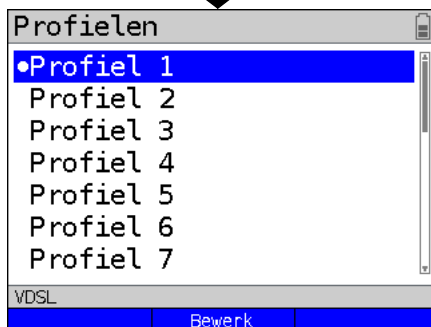 Profielen
•Profiel 1
Profiel 2
Profiel 3
Profiel 4
Profiel 5
Profiel 6
Profiel 7
VDSL
Bewerk